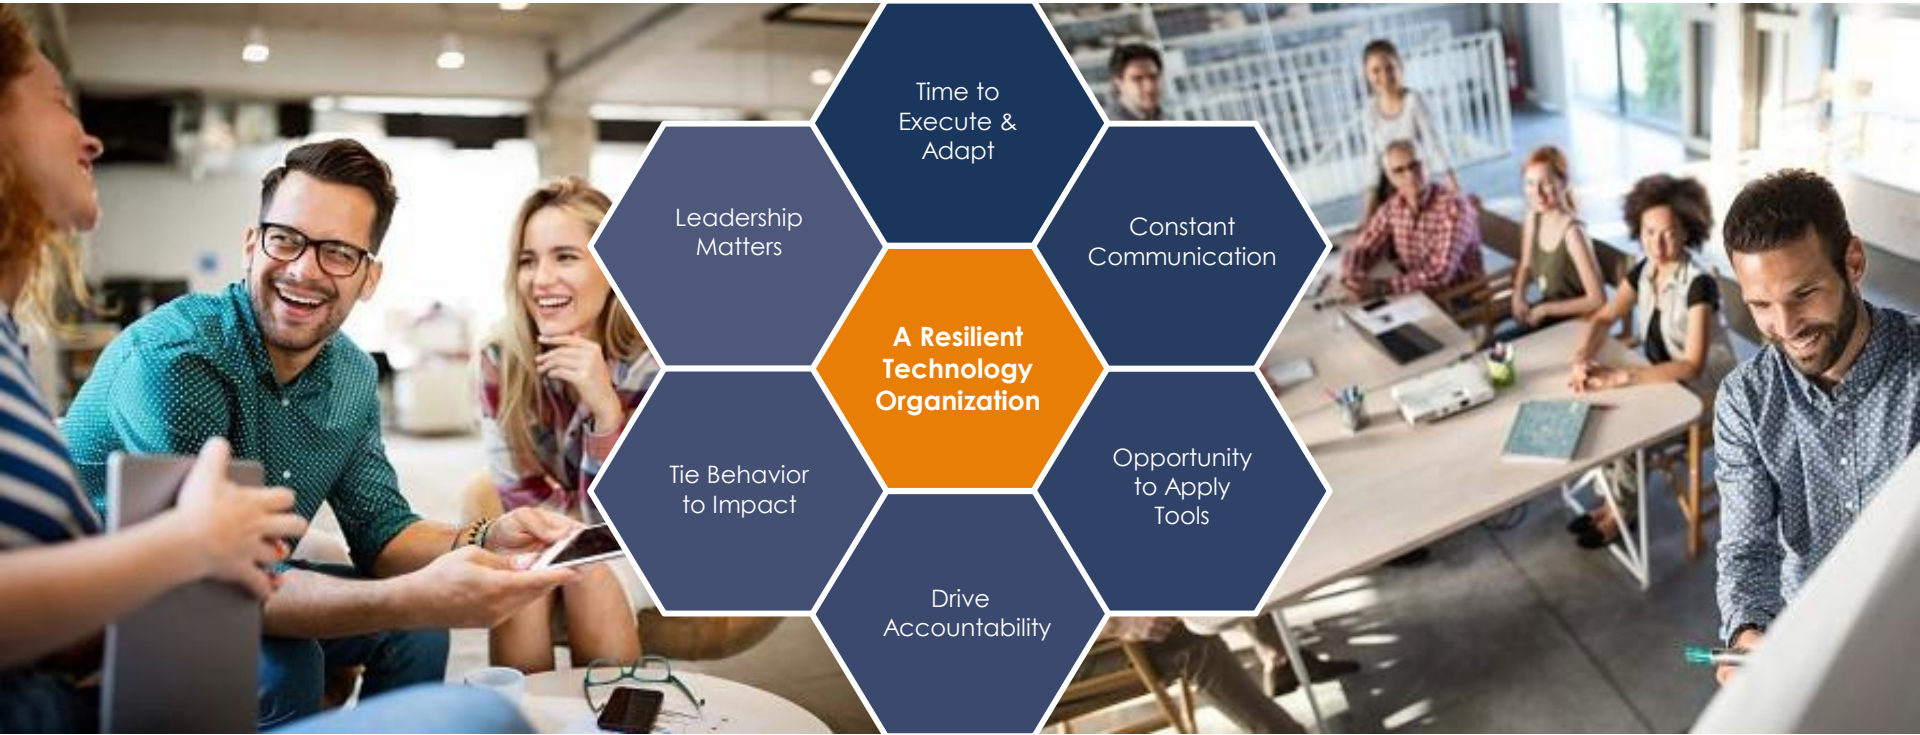 Time to
Execute &
Adapt
Leadership
Matters
Constant
Communication
A Resilient
Technology
Organization
Tie Behavior
to Impact
Opportunity
to Apply
Tools
Drive
Accountability